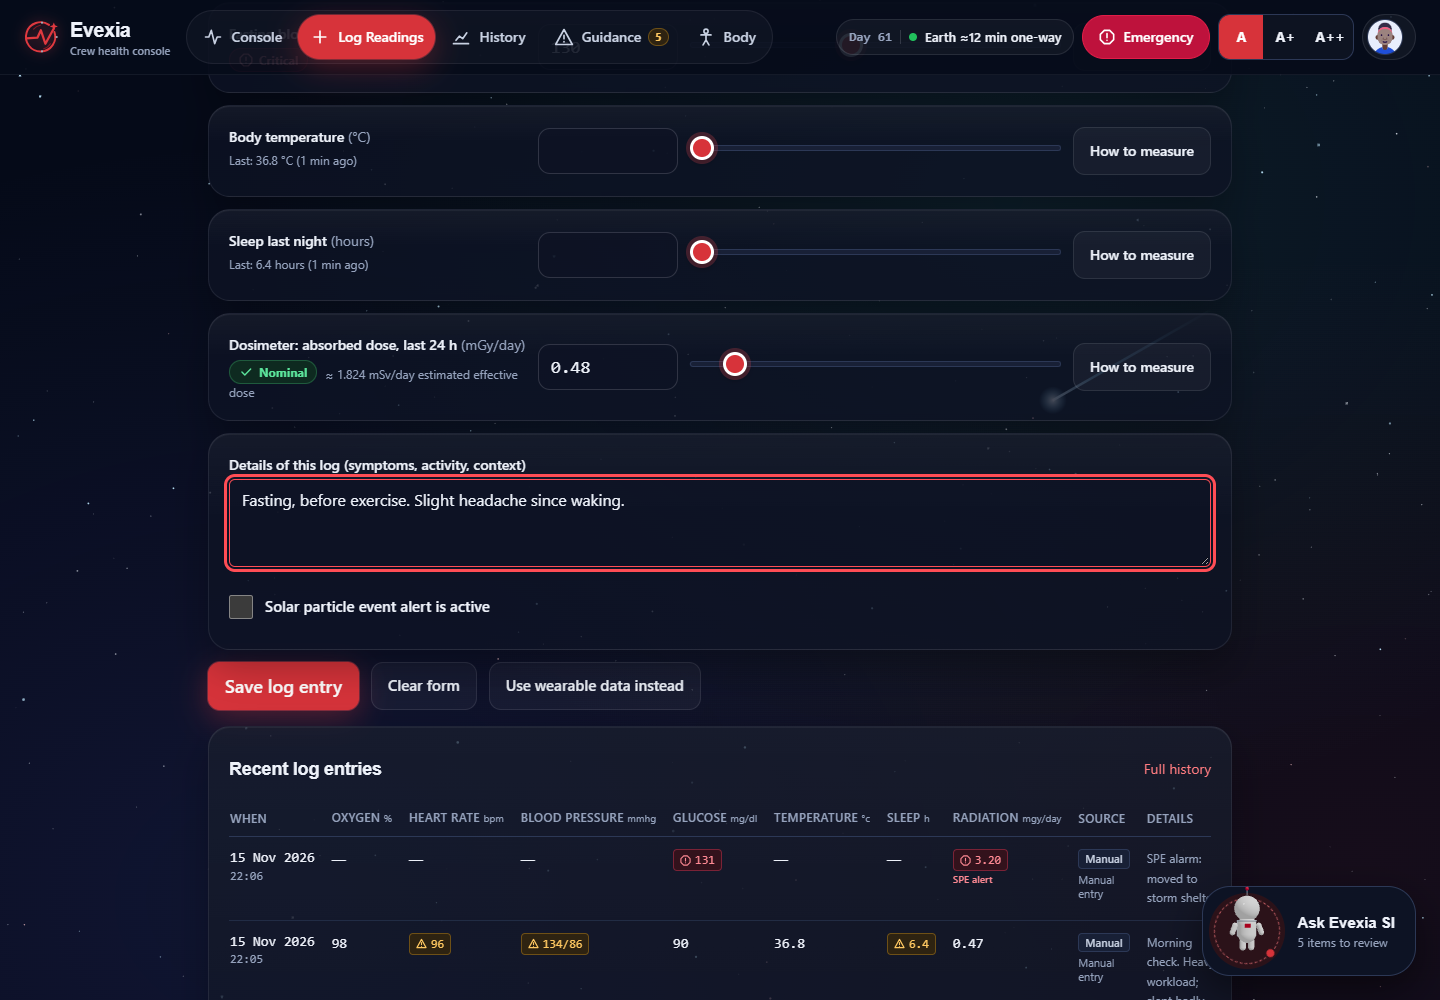 Evexia
Crew health console
Console
Log Readings
History
Guidance 5
Body
Day 61
Earth ≈12 min one-way
Emergency
A A+ A++
Critical
Body temperature (°C)
Last: 36.8 °C (1 min ago)
How to measure
Sleep last night (hours)
Last: 6.4 hours (1 min ago)
How to measure
Dosimeter: absorbed dose, last 24 h (mGy/day)
Nominal ≈ 1.824 mSv/day estimated effective
dose
0.48
How to measure
Details of this log (symptoms, activity, context)
Fasting, before exercise. Slight headache since waking.
Solar particle event alert is active
Save log entry
Clear form
Use wearable data instead
Recent log entries
Full history
WHEN OXYGEN % HEART RATE bpm BLOOD PRESSURE mmhg GLUCOSE mg/dl TEMPERATURE °c SLEEP h RADIATION mgy/day SOURCE DETAILS
15 Nov 2026 — — — 131 — — 3.20 Manual SPE alarm:
22:06 SPE alert Manual moved to
entry storm shelt
15 Nov 2026 98 96 134/86 90 36.8 6.4 0.47 Manual Morning
22:05 Manual check. Heav
entry workload;
slept badly
Ask Evexia SI
5 items to review